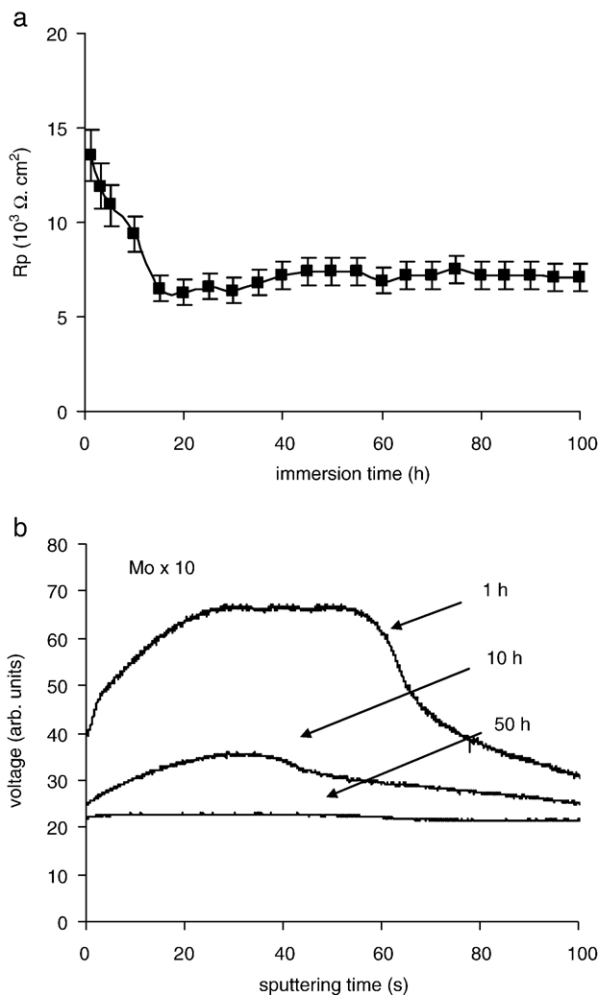 a
20
15
10
5
0
Rp (10³ Ω. cm²)
0 20 40 60 80 100
immersion time (h)
b
80
70
60
50
40
30
20
10
0
voltage (arb. units)
Mo x 10
1 h
10 h
50 h
0 20 40 60 80 100
sputtering time (s)